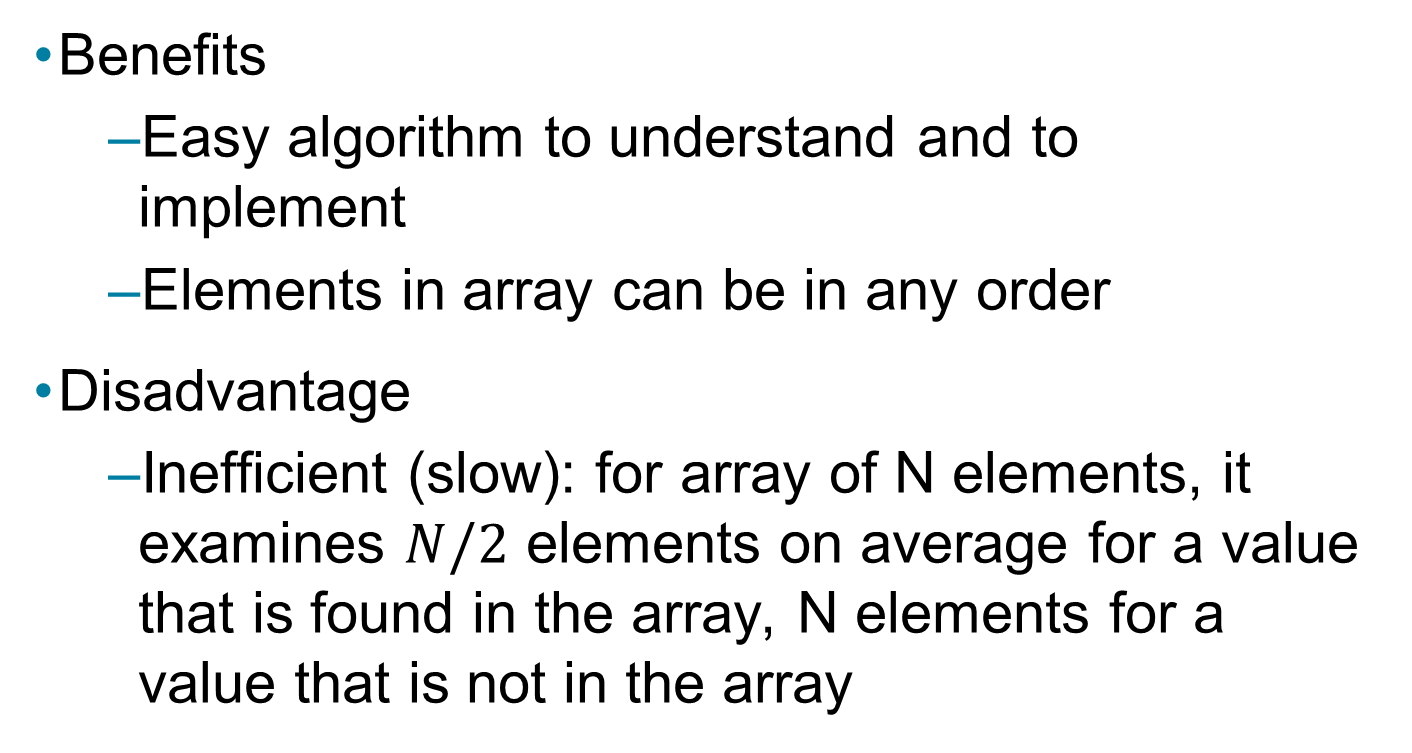 •Benefits
–Easy algorithm to understand and to
implement
–Elements in array can be in any order
•Disadvantage
–Inefficient (slow): for array of N elements, it
examines N/2 elements on average for a value
that is found in the array, N elements for a
value that is not in the array